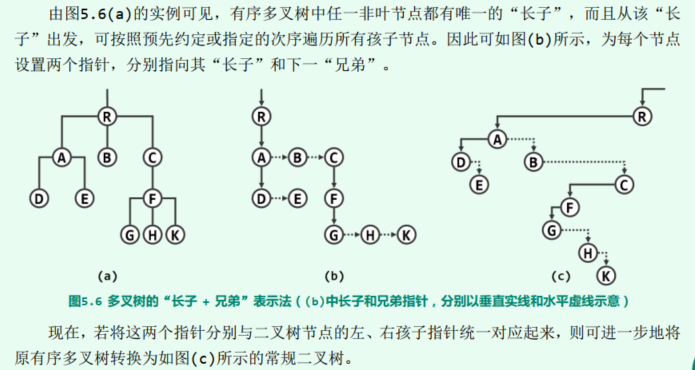 由图5.6(a)的实例可见，有序多叉树中任一非叶节点都有唯一的“长子”，而且从该“长
子”出发，可按照预先约定或指定的次序遍历所有孩子节点。因此可如图(b)所示，为每个节点
设置两个指针，分别指向其“长子”和下一“兄弟”。
R
A B C
D E F
G H K
(a)
R
A B C
D E F
G H K
(b)
R
A
D B
E C
F
G
H
K
(c)
图5.6 多叉树的“长子 + 兄弟”表示法（(b)中长子和兄弟指针，分别以垂直实线和水平虚线示意）
现在，若将这两个指针分别与二叉树节点的左、右孩子指针统一对应起来，则可进一步地将
原有序多叉树转换为如图(c)所示的常规二叉树。